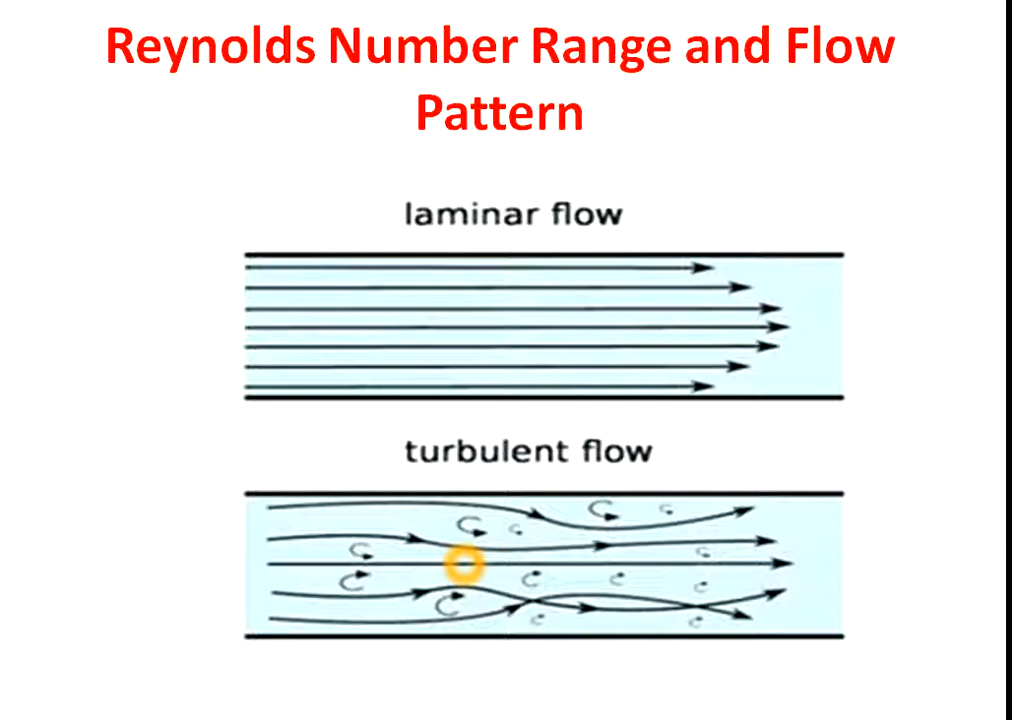 Reynolds Number Range and Flow
Pattern
laminar flow
turbulent flow